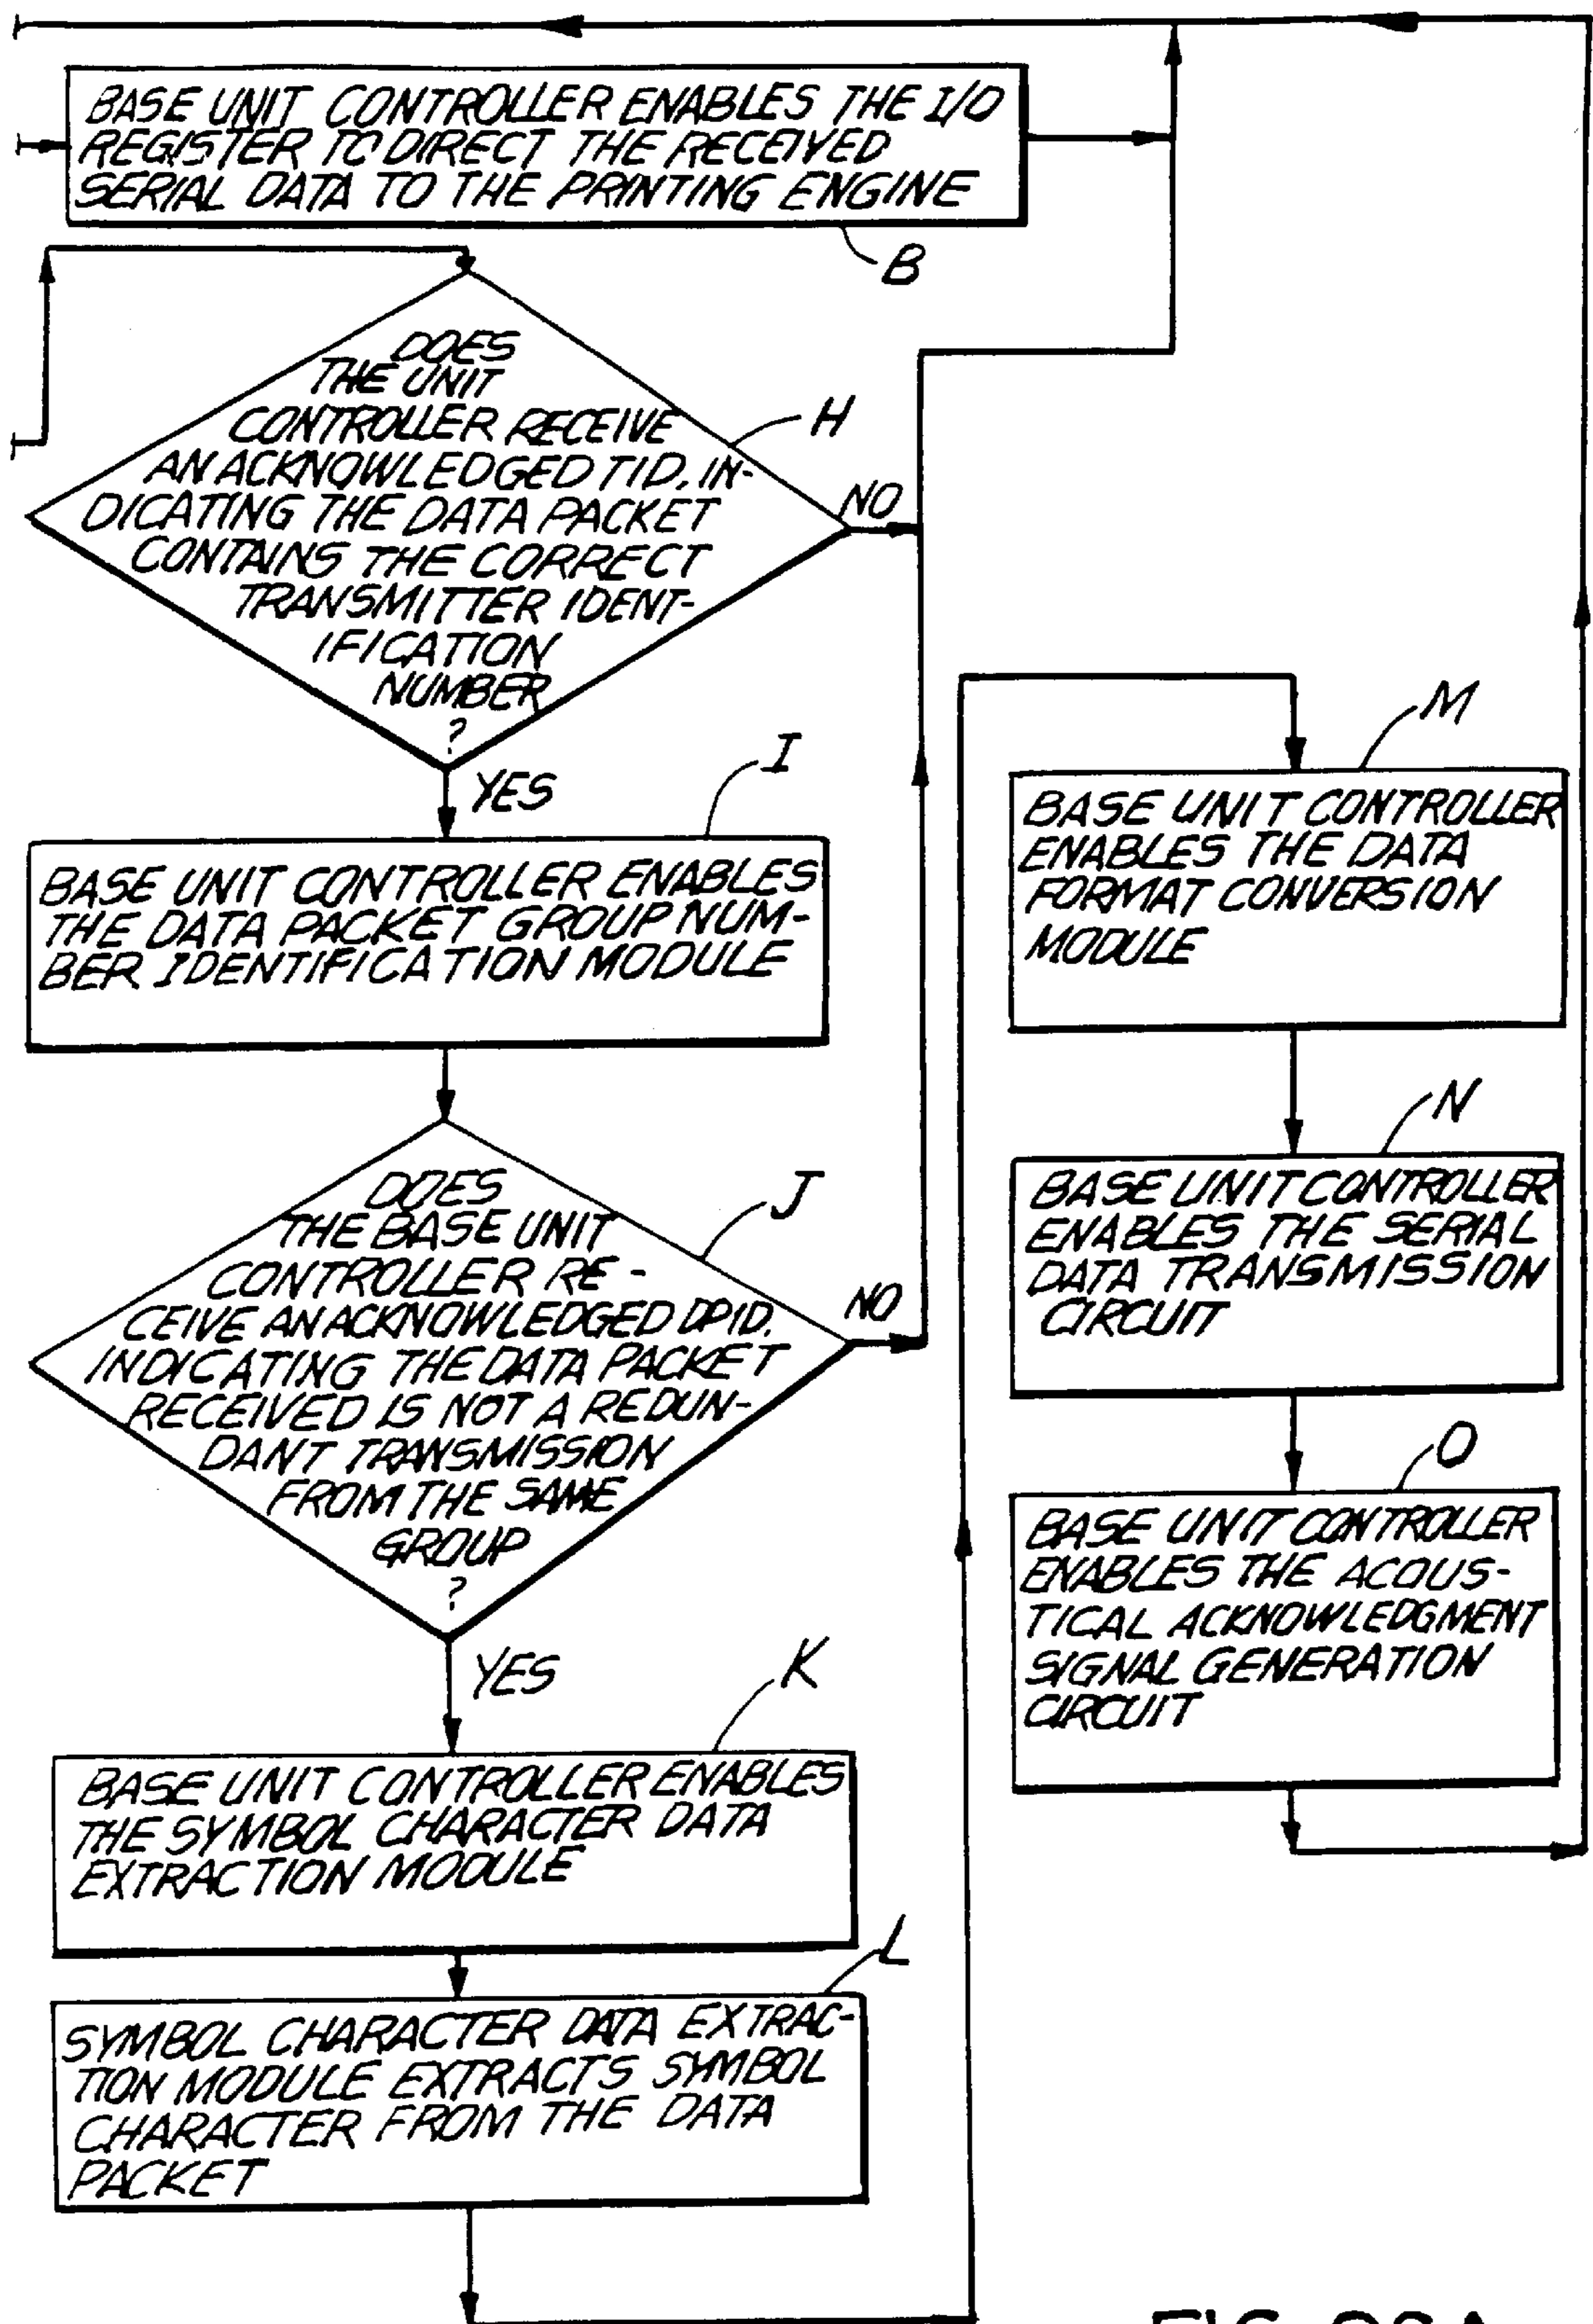 BASE UNIT CONTROLLER ENABLES THE I/O
REGISTER TO DIRECT THE RECEIVED
SERIAL DATA TO THE PRINTING ENGINE
B
DOES
THE UNIT
CONTROLLER RECEIVE
AN ACKNOWLEDGED TID, IN-
DICATING THE DATA PACKET
CONTAINS THE CORRECT
TRANSMITTER IDENT-
IFICATION
NUMBER
?
H
NO
YES
I
BASE UNIT CONTROLLER ENABLES
THE DATA PACKET GROUP NUM-
BER IDENTIFICATION MODULE
DOES
THE BASE UNIT
CONTROLLER RE-
CEIVE AN ACKNOWLEDGED DPID,
INDICATING THE DATA PACKET
RECEIVED IS NOT A REDUN-
DANT TRANSMISSION
FROM THE SAME
GROUP
?
J
NO
YES
K
BASE UNIT CONTROLLER ENABLES
THE SYMBOL CHARACTER DATA
EXTRACTION MODULE
L
SYMBOL CHARACTER DATA EXTRAC-
TION MODULE EXTRACTS SYMBOL
CHARACTER FROM THE DATA
PACKET
M
BASE UNIT CONTROLLER
ENABLES THE DATA
FORMAT CONVERSION
MODULE
N
BASE UNIT CONTROLLER
ENABLES THE SERIAL
DATA TRANSMISSION
CIRCUIT
O
BASE UNIT CONTROLLER
ENABLES THE ACOUS-
TICAL ACKNOWLEDGMENT
SIGNAL GENERATION
CIRCUIT